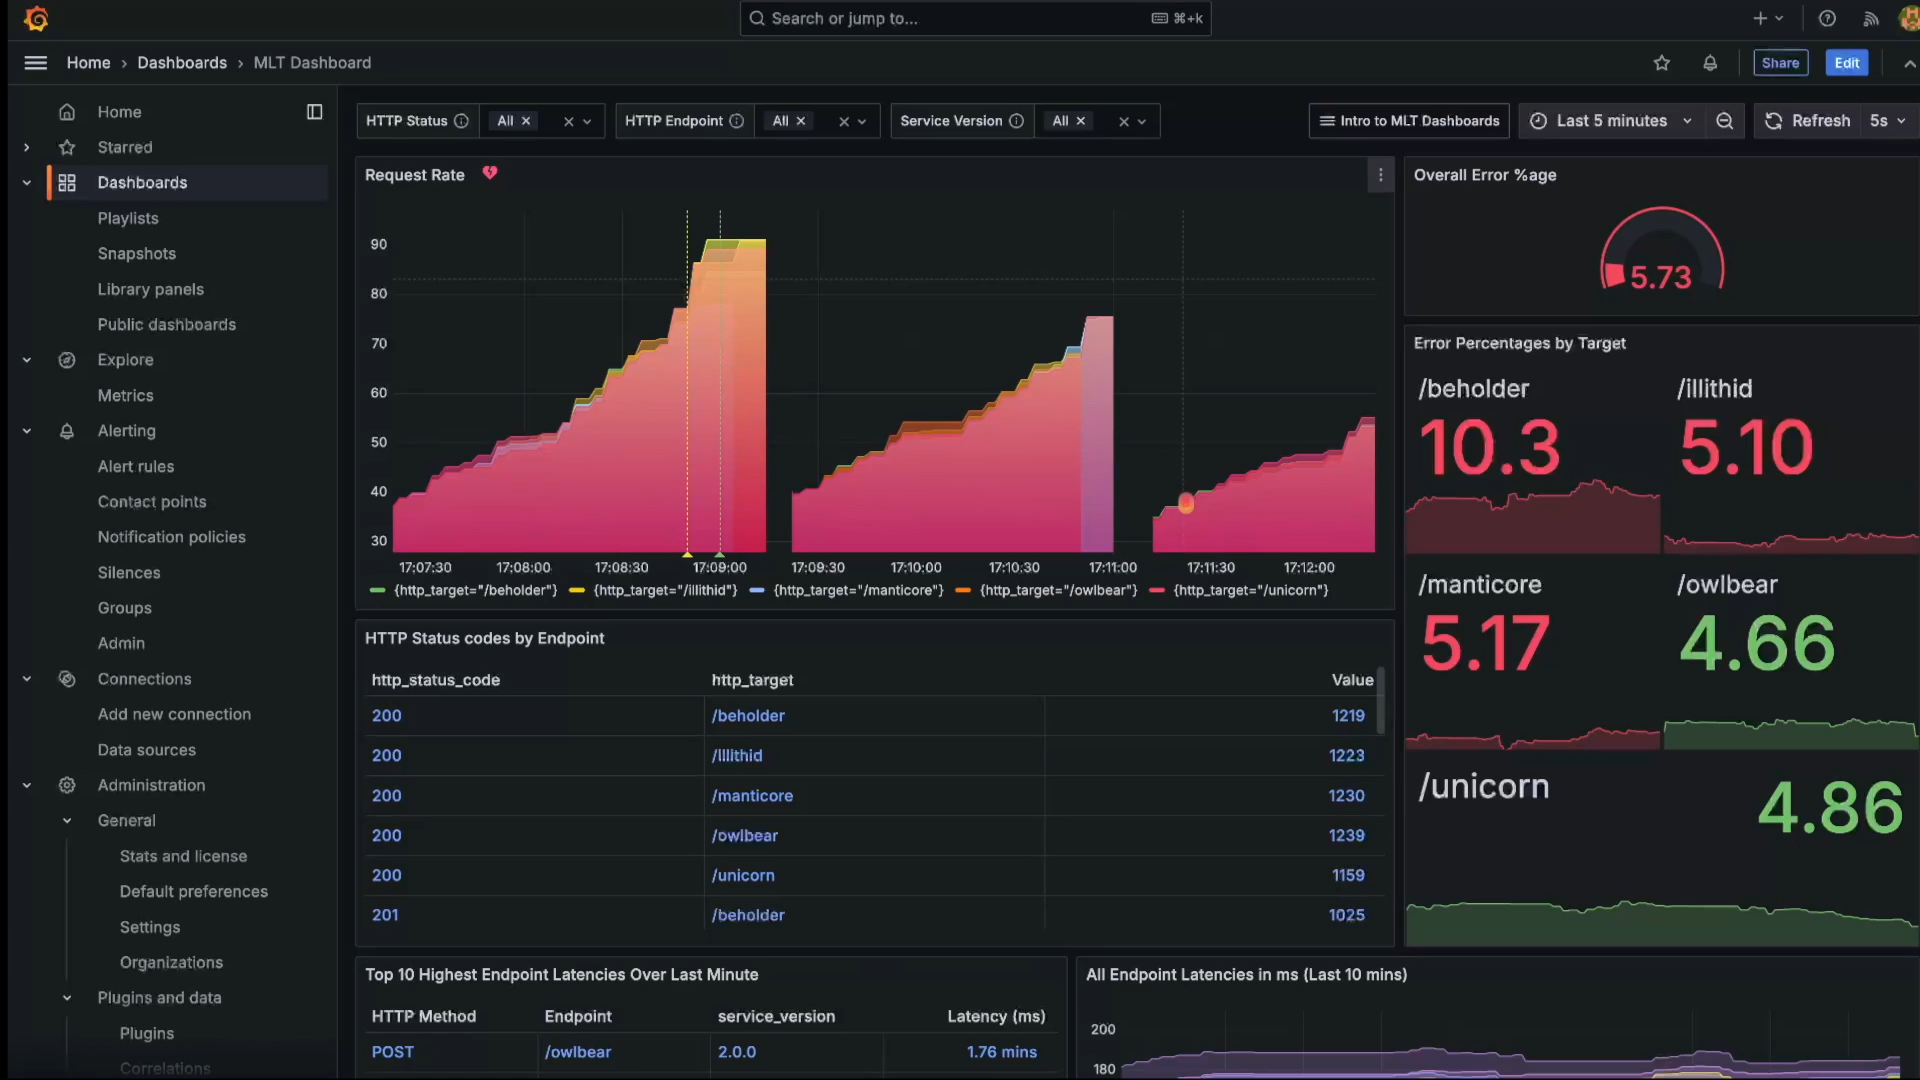 Search or jump to...
⌘+k
Home › Dashboards › MLT Dashboard
Share
Edit
Home
Starred
Dashboards
Playlists
Snapshots
Library panels
Public dashboards
Explore
Metrics
Alerting
Alert rules
Contact points
Notification policies
Silences
Groups
Admin
Connections
Add new connection
Data sources
Administration
General
Stats and license
Default preferences
Settings
Organizations
Plugins and data
Plugins
Correlations
HTTP Status All ×
HTTP Endpoint All ×
Service Version All ×
Intro to MLT Dashboards
Last 5 minutes
Refresh 5s
Request Rate
90
80
70
60
50
40
30
17:07:30 17:08:00 17:08:30 17:09:00 17:09:30 17:10:00 17:10:30 17:11:00 17:11:30 17:12:00
{http_target="/beholder"} {http_target="/illithid"} {http_target="/manticore"} {http_target="/owlbear"} {http_target="/unicorn"}
Overall Error %age
5.73
Error Percentages by Target
/beholder
10.3
/illithid
5.10
/manticore
5.17
/owlbear
4.66
/unicorn
4.86
HTTP Status codes by Endpoint
http_status_code http_target Value
200 /beholder 1219
200 /illithid 1223
200 /manticore 1230
200 /owlbear 1239
200 /unicorn 1159
201 /beholder 1025
Top 10 Highest Endpoint Latencies Over Last Minute
HTTP Method Endpoint service_version Latency (ms)
POST /owlbear 2.0.0 1.76 mins
All Endpoint Latencies in ms (Last 10 mins)
200
180